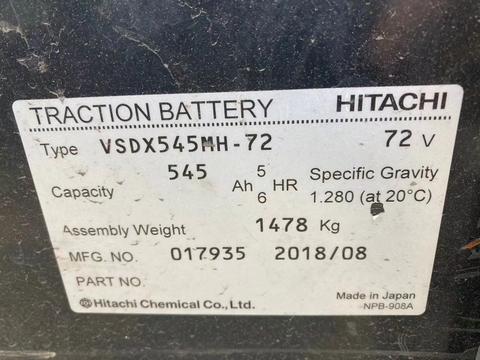 TRACTION BATTERY HITACHI
Type VSDX545MH-72 72 V
Capacity 545 Ah 5 HR Specific Gravity
6 1.280 (at 20°C)
Assembly Weight 1478 Kg
MFG. NO. 017935 2018/08
PART NO.
Hitachi Chemical Co., Ltd. Made in Japan
NPB-908A